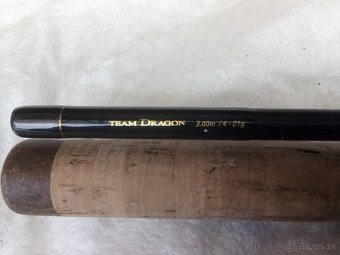 TEAM DRAGON 3.00m / 4 - 21g
bazos.sk